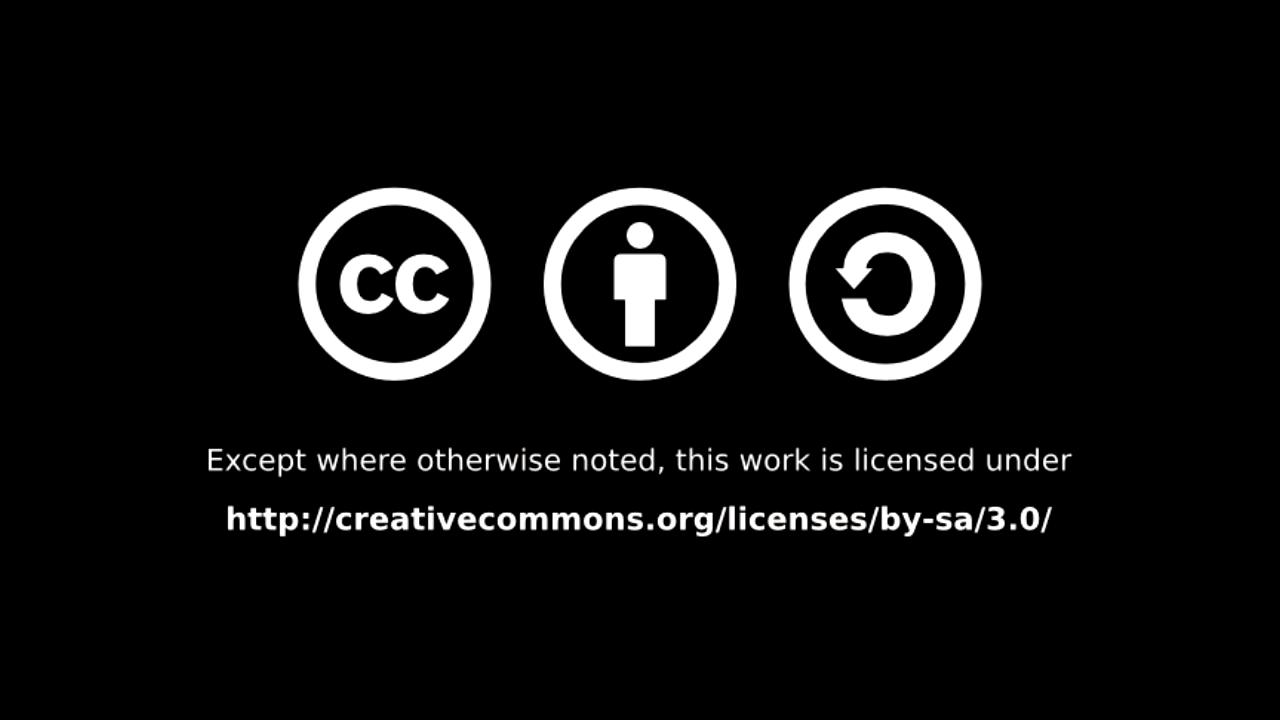 cc
Except where otherwise noted, this work is licensed under
http://creativecommons.org/licenses/by-sa/3.0/